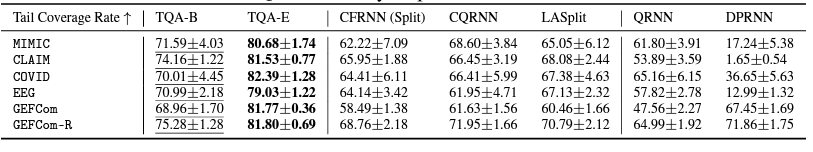 Tail Coverage Rate ↑ TQA-B TQA-E CFRNN (Split) CQRNN LASplit QRNN DPRNN
MIMIC 71.59±4.03 80.68±1.74 62.22±7.09 68.60±3.84 65.05±6.12 61.80±3.91 17.24±5.38
CLAIM 74.16±1.22 81.53±0.77 65.95±1.88 66.45±3.19 68.08±2.44 53.89±3.59 1.65±0.54
COVID 70.01±4.45 82.39±1.28 64.41±6.11 66.41±5.99 67.38±4.63 65.16±6.15 36.65±5.63
EEG 70.99±2.18 79.03±1.22 64.14±3.42 61.95±4.71 67.13±2.32 57.82±2.78 12.99±1.32
GEFCom 68.96±1.70 81.77±0.36 58.49±1.38 61.63±1.56 60.46±1.66 47.56±2.27 67.45±1.69
GEFCom-R 75.28±1.28 81.80±0.69 68.76±2.18 71.95±1.66 70.79±2.12 64.99±1.92 71.86±1.75